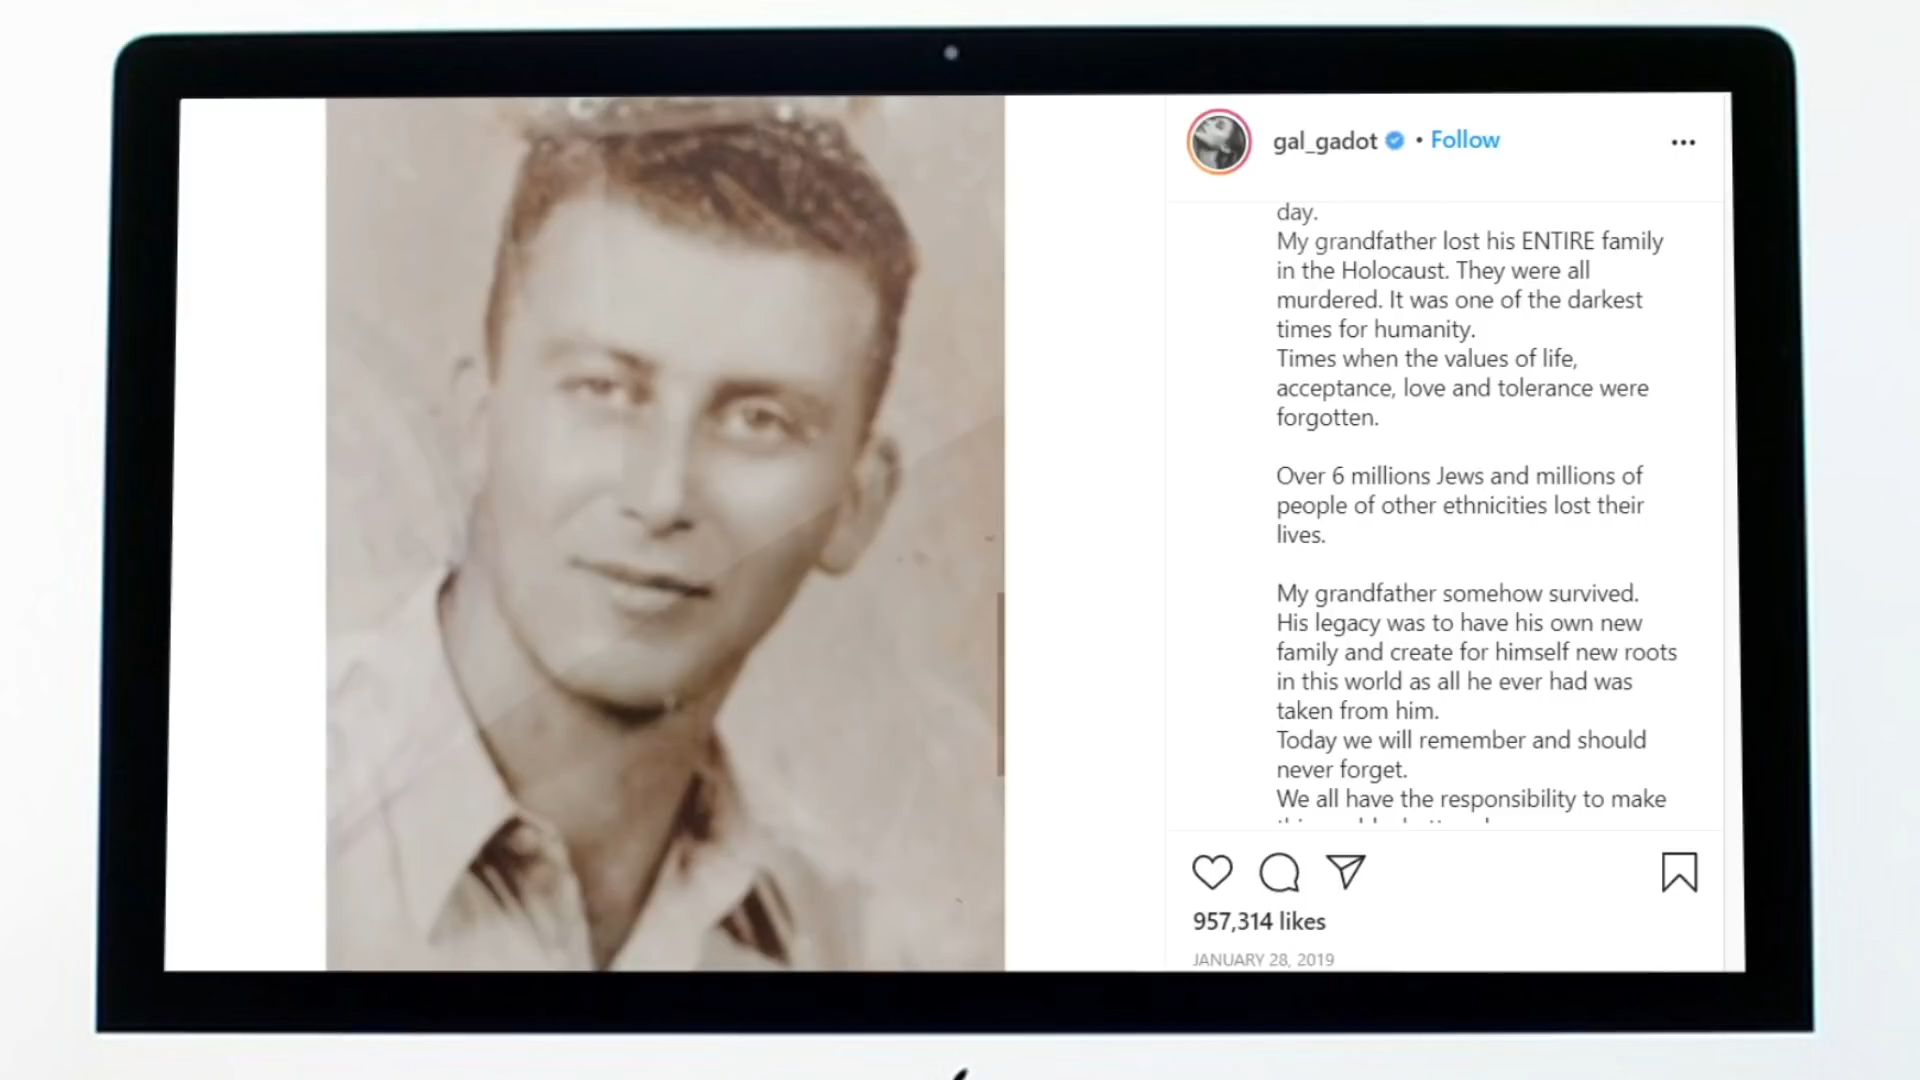 gal_gadot • Follow
day.
My grandfather lost his ENTIRE family
in the Holocaust. They were all
murdered. It was one of the darkest
times for humanity.
Times when the values of life,
acceptance, love and tolerance were
forgotten.
Over 6 millions Jews and millions of
people of other ethnicities lost their
lives.
My grandfather somehow survived.
His legacy was to have his own new
family and create for himself new roots
in this world as all he ever had was
taken from him.
Today we will remember and should
never forget.
We all have the responsibility to make
957,314 likes
JANUARY 28, 2019